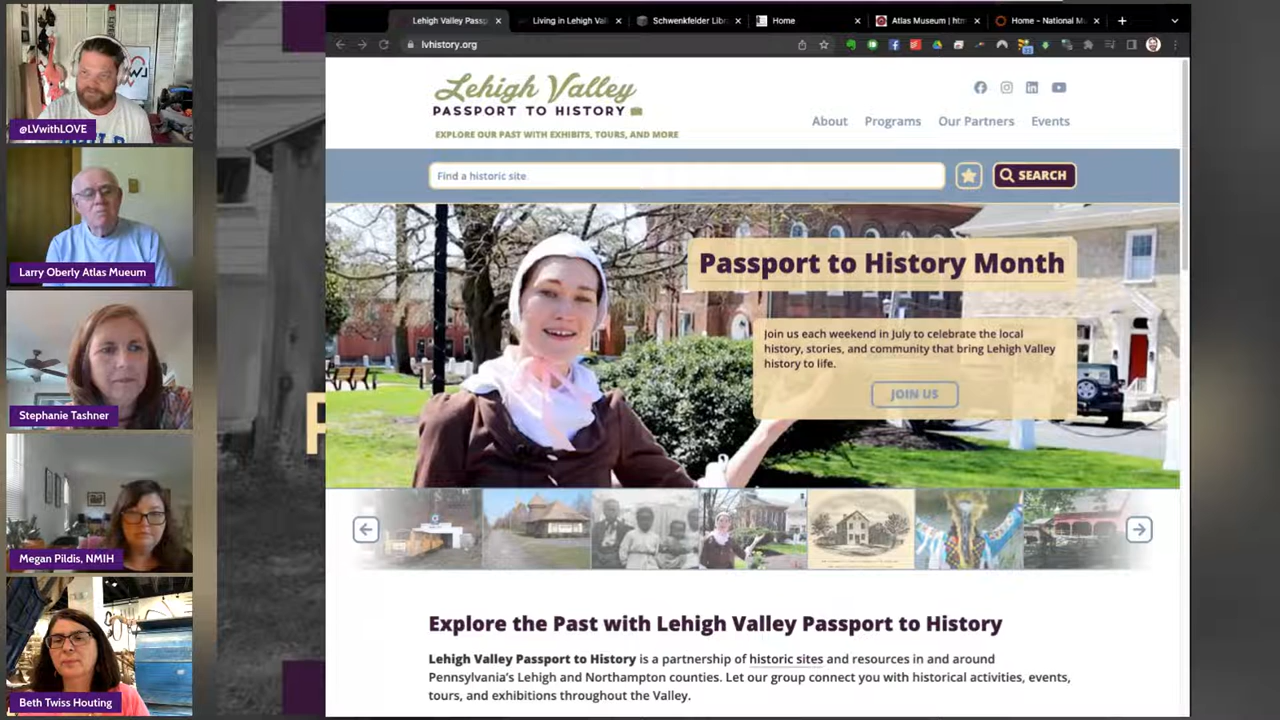 @LVwithLOVE
Larry Oberly Atlas Mueum
Stephanie Tashner
Megan Pildis, NMIH
Beth Twiss Houting
Lehigh Valley Passp
Living in Lehigh Val
Schwenkfelder Libr
Home
Atlas Museum | htm
Home - National Mu
lvhistory.org
Lehigh Valley
PASSPORT TO HISTORY
EXPLORE OUR PAST WITH EXHIBITS, TOURS, AND MORE
About
Programs
Our Partners
Events
Find a historic site
SEARCH
Passport to History Month
Join us each weekend in July to celebrate the local
history, stories, and community that bring Lehigh Valley
history to life.
JOIN US
Explore the Past with Lehigh Valley Passport to History
Lehigh Valley Passport to History is a partnership of historic sites and resources in and around
Pennsylvania's Lehigh and Northampton counties. Let our group connect you with historical activities, events,
tours, and exhibitions throughout the Valley.